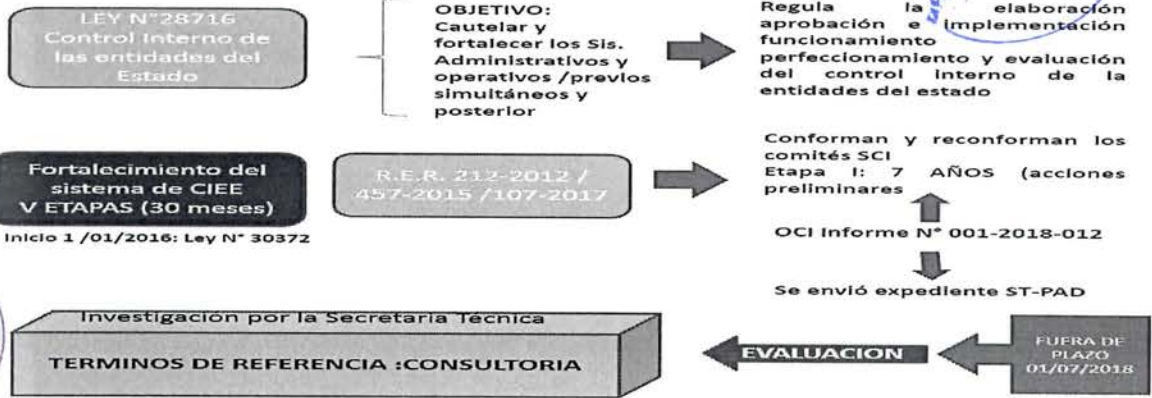 LEY N°28716
Control Interno de
las entidades del
Estado
OBJETIVO:
Cautelar y
fortalecer los Sis.
Administrativos y
operativos /previos
simultáneos y
posterior
Regula la elaboración
aprobación e implementación
funcionamiento
perfeccionamiento y evaluación
del control interno de la
entidades del estado
Fortalecimiento del
sistema de CIEE
V ETAPAS (30 meses)
Inicio 1 /01/2016: Ley N° 30372
R.E.R. 212-2012 /
457-2015 /107-2017
Conforman y reconforman los
comités SCI
Etapa I: 7 AÑOS (acciones
preliminares
OCI Informe N° 001-2018-012
Se envió expediente ST-PAD
FUERA DE
PLAZO
01/07/2018
EVALUACION
Investigación por la Secretaria Técnica
TERMINOS DE REFERENCIA :CONSULTORIA